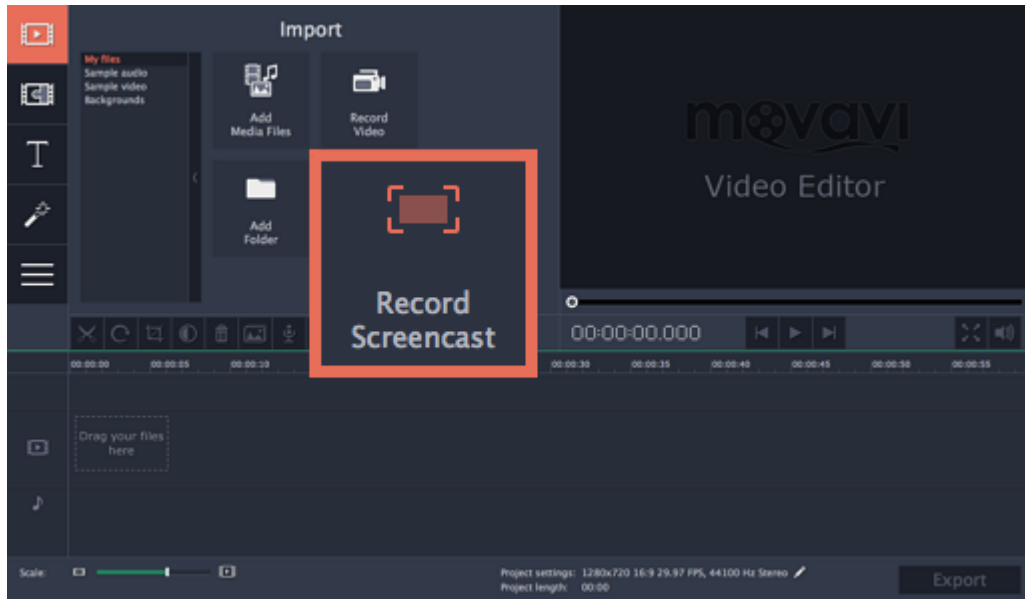 Import
My files
Sample audio
Sample video
Backgrounds
Add
Media Files
Record
Video
Add
Folder
Record
Screencast
movavi
Video Editor
T
00:00:00.000
00:00:00 00:00:05 00:00:10 00:00:30 00:00:35 00:00:40 00:00:45 00:00:50 00:00:55
Drag your files
here
Scale:
Project settings: 1280x720 16:9 29.97 FPS, 44100 Hz Stereo
Project length: 00:00
Export